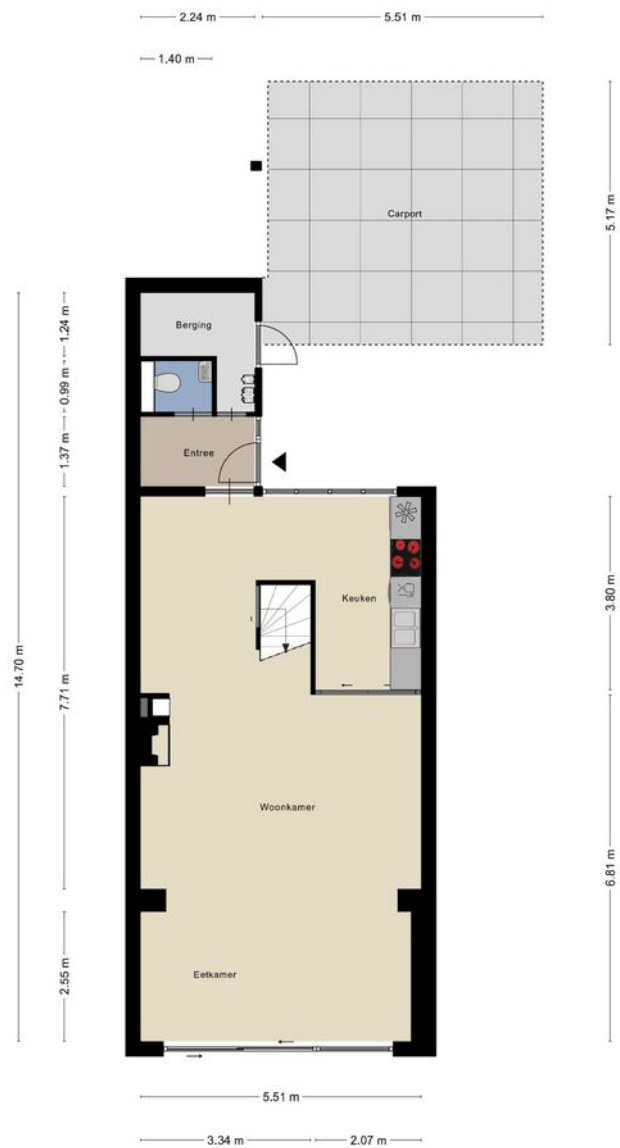 2.24 m
5.51 m
1.40 m
Carport
5.17 m
Berging
1.24 m
0.99 m
Entree
1.37 m
Keuken
3.80 m
14.70 m
7.71 m
Woonkamer
6.81 m
Eetkamer
2.55 m
5.51 m
3.34 m
2.07 m